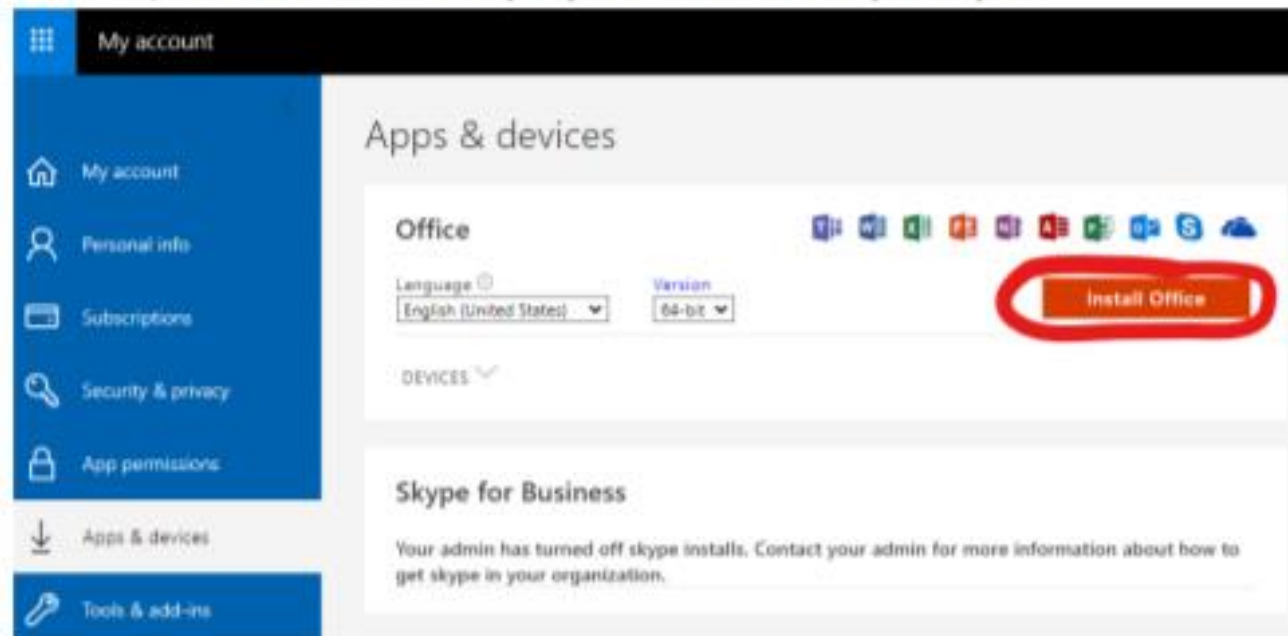 My account
My account
Personal info
Subscriptions
Security & privacy
App permissions
Apps & devices
Tools & add-ins
Apps & devices
Office
Language
Version
English (United States)
64-bit
Install Office
DEVICES
Skype for Business
Your admin has turned off skype installs. Contact your admin for more information about how to
get skype in your organization.